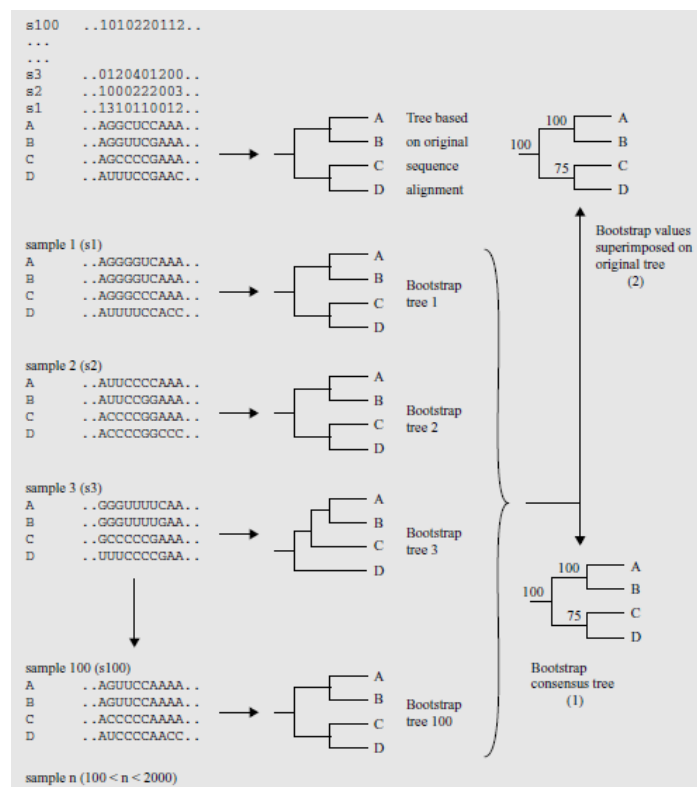 s100 ..1010220112..
...
...
s3 ..0120401200..
s2 ..1000222003..
s1 ..1310110012..
A ..AGGCUCCAAA..
B ..AGGUUCGAAA..
C ..AGCCCCGAAA..
D ..AUUUCCGAAC..
A Tree based
B on original
C sequence
D alignment
100
100
75
A
B
C
D
Bootstrap values
superimposed on
original tree
(2)
sample 1 (s1)
A ..AGGGGUCAAA..
B ..AGGGGUCAAA..
C ..AGGGCCCAAA..
D ..AUUUUCCACC..
A
B
C
D
Bootstrap
tree 1
sample 2 (s2)
A ..AUUCCCCAAA..
B ..AUUCCGGAAA..
C ..ACCCCGGAAA..
D ..ACCCCGGCCC..
A
B
C
D
Bootstrap
tree 2
sample 3 (s3)
A ..GGGUUUUCAA..
B ..GGGUUUUGAA..
C ..GCCCCCGAAA..
D ..UUUCCCCGAA..
A
B
C
D
Bootstrap
tree 3
100
100
75
A
B
C
D
Bootstrap
consensus tree
(1)
sample 100 (s100)
A ..AGUUCCAAAA..
B ..AGUUCCAAAA..
C ..ACCCCCAAAA..
D ..AUCCCCAACC..
A
B
C
D
Bootstrap
tree 100
sample n (100 < n < 2000)